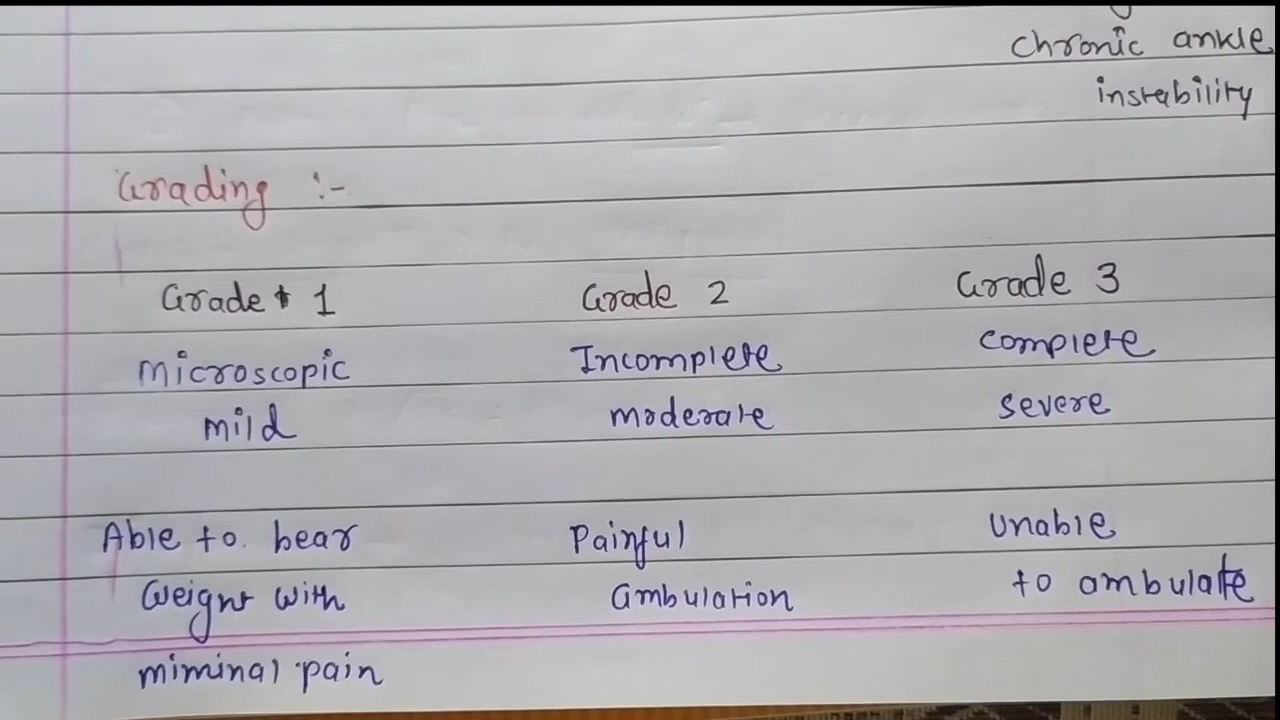 chronic ankle
instability
Grading :-
Grade 1 Grade 2 Grade 3
Microscopic Incomplete complete
Mild Moderate severe
Able to bear Painful Unable
weight with ambulation to ambulate
miminal pain